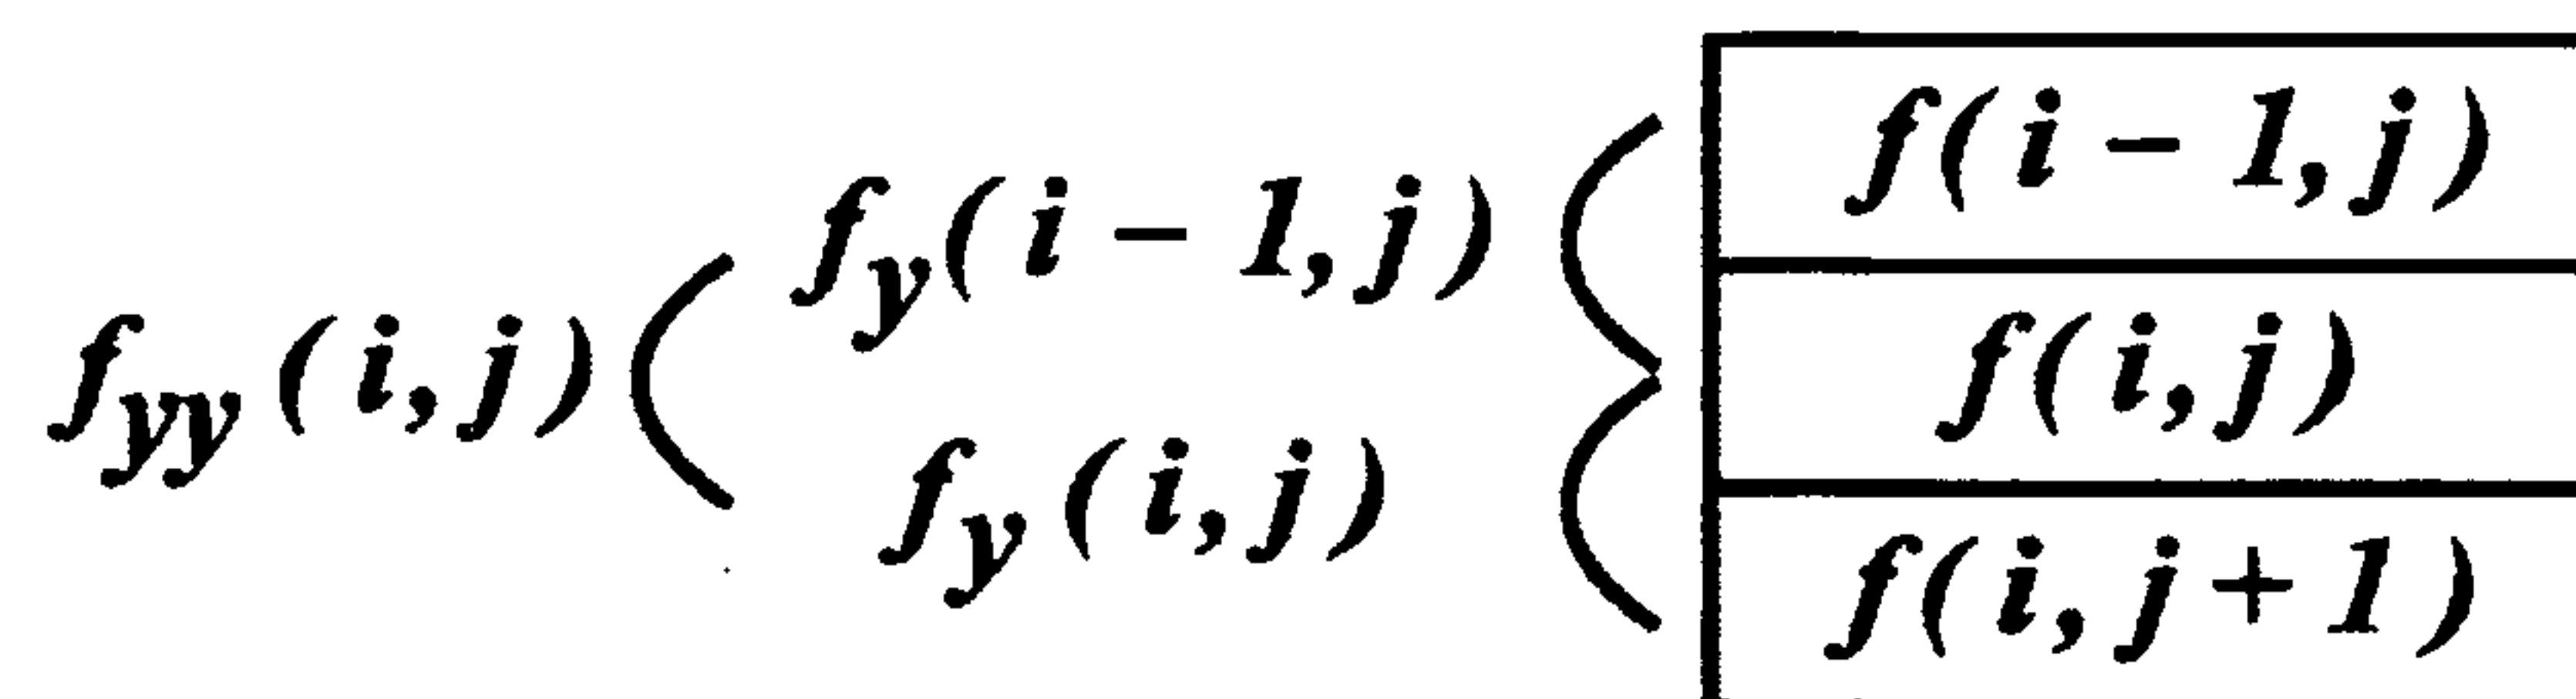 f(i − 1, j)
f_y(i − 1, j)
f_yy(i, j)
f(i, j)
f_y(i, j)
f(i, j + 1)